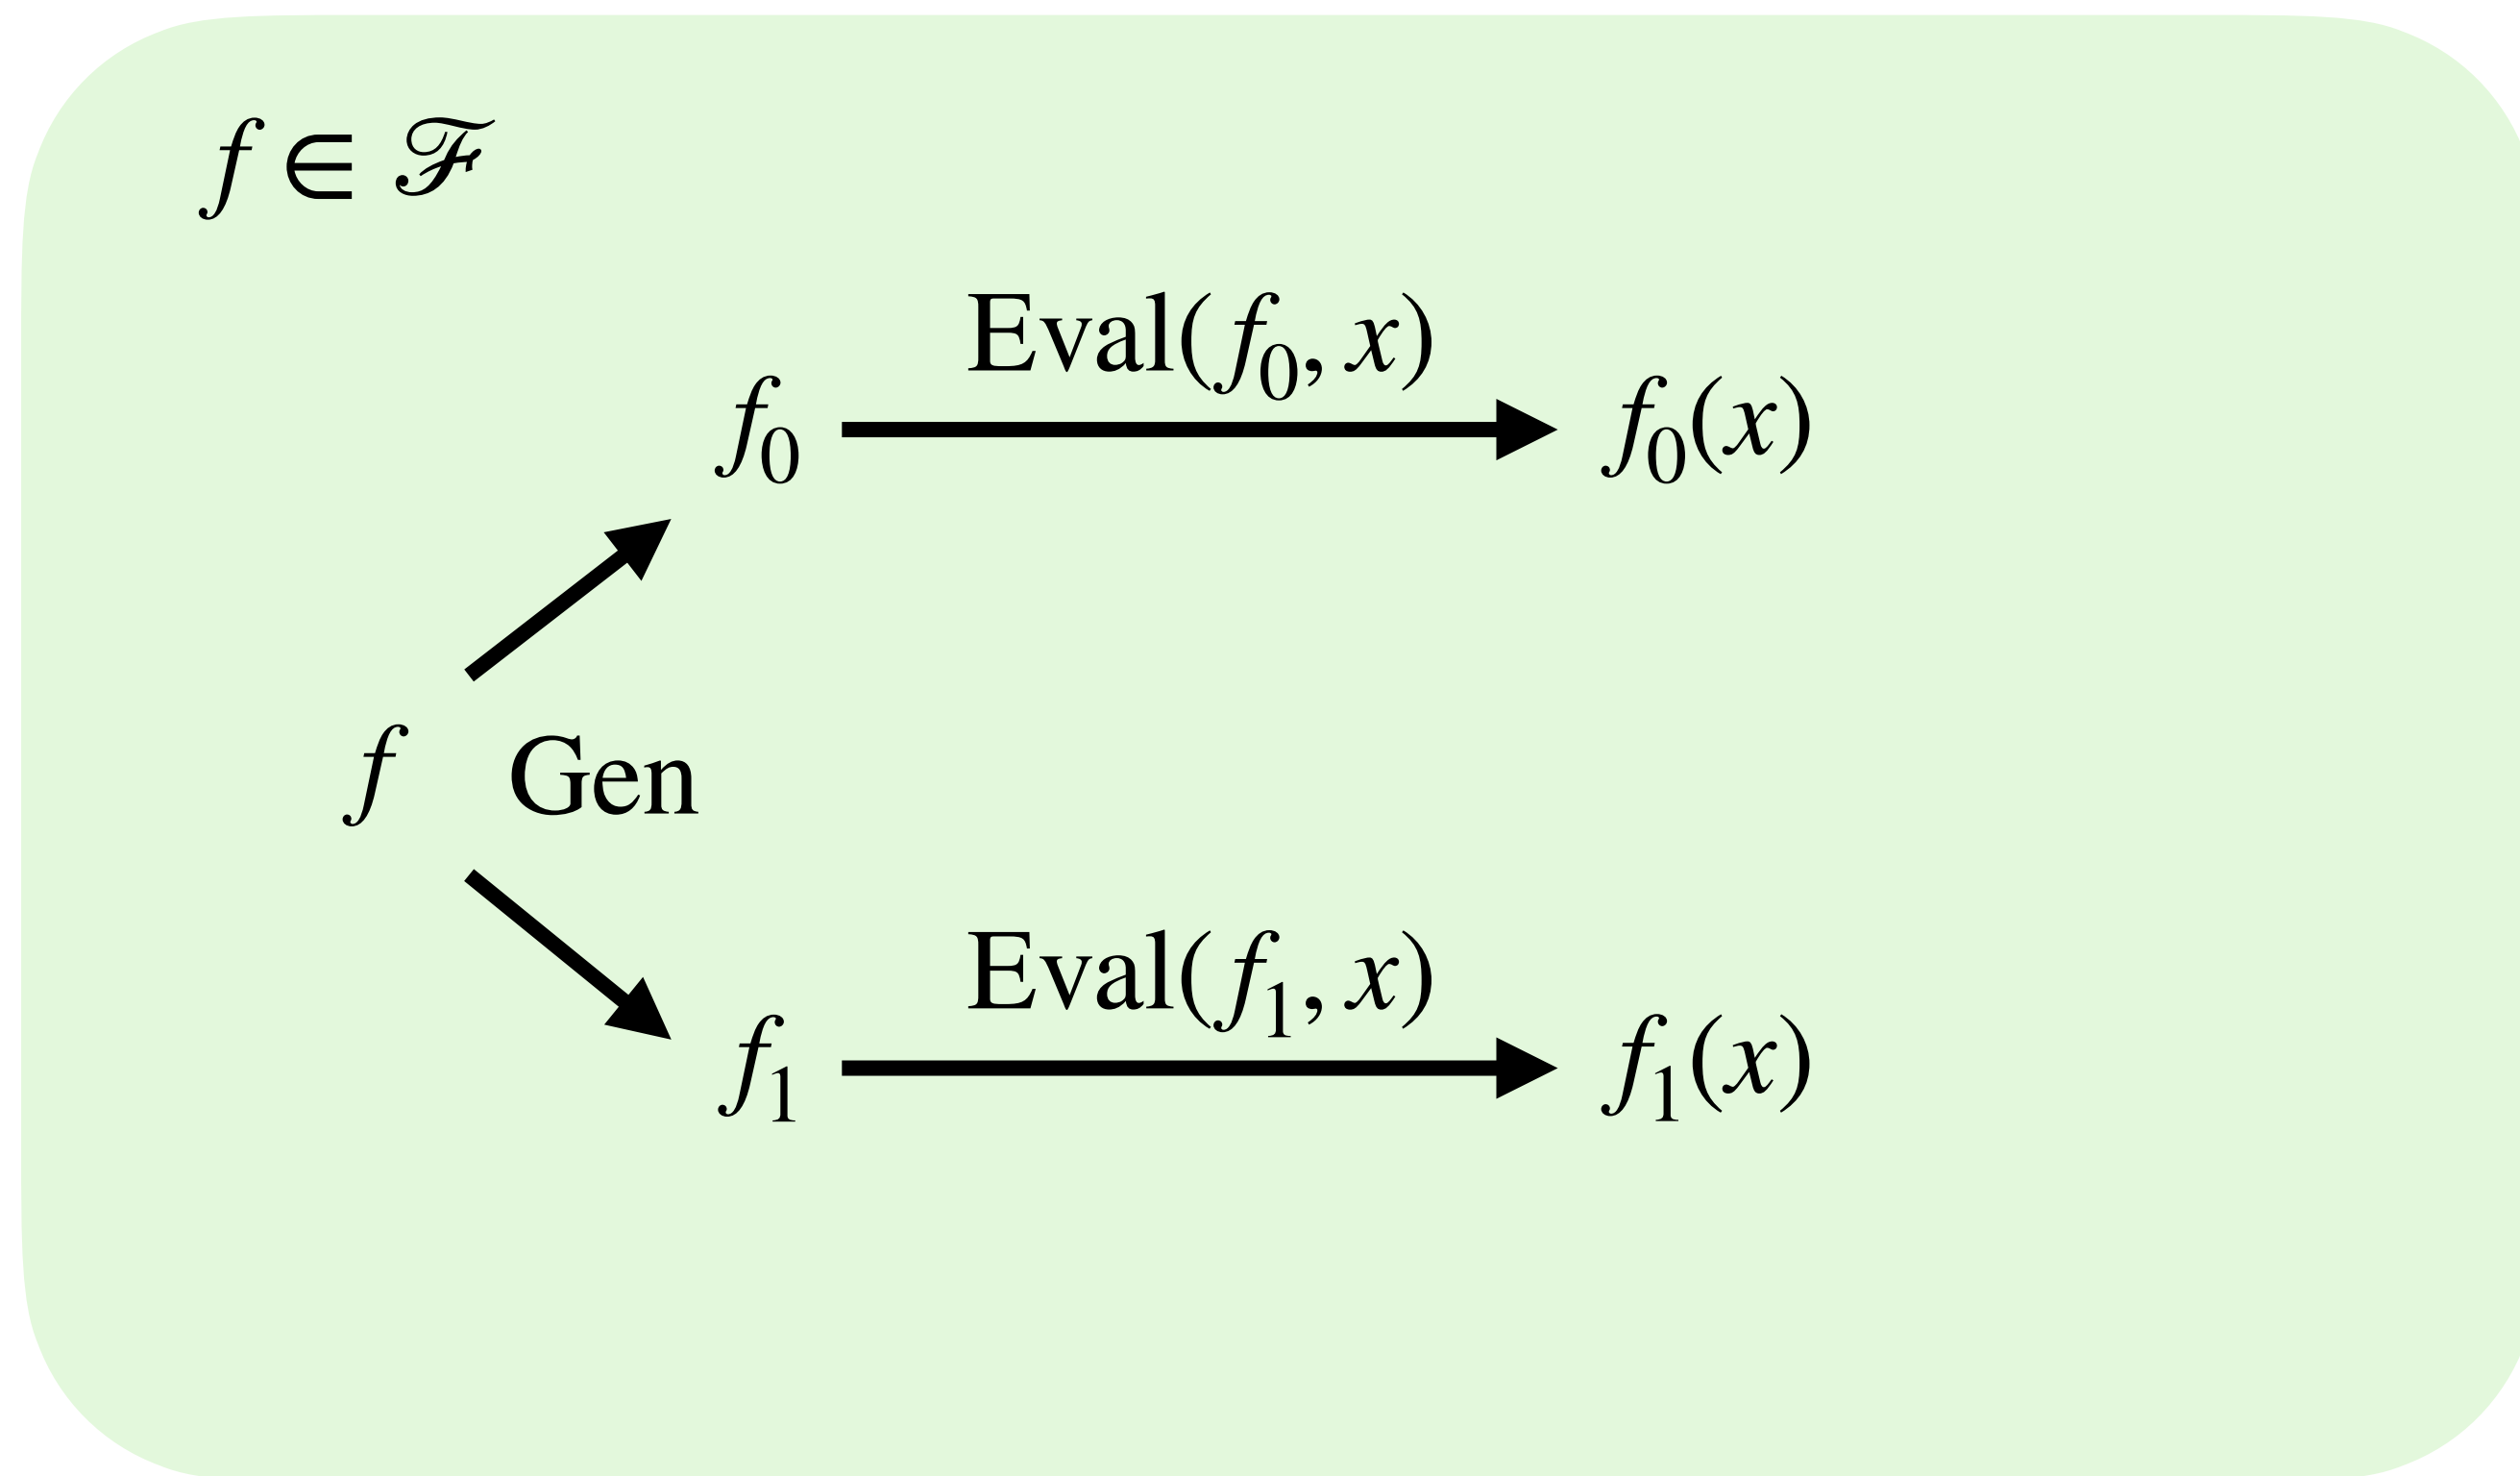 f ∈ ℱ
Eval(f₀, x)
f₀ f₀(x)
f Gen
Eval(f₁, x)
f₁ f₁(x)